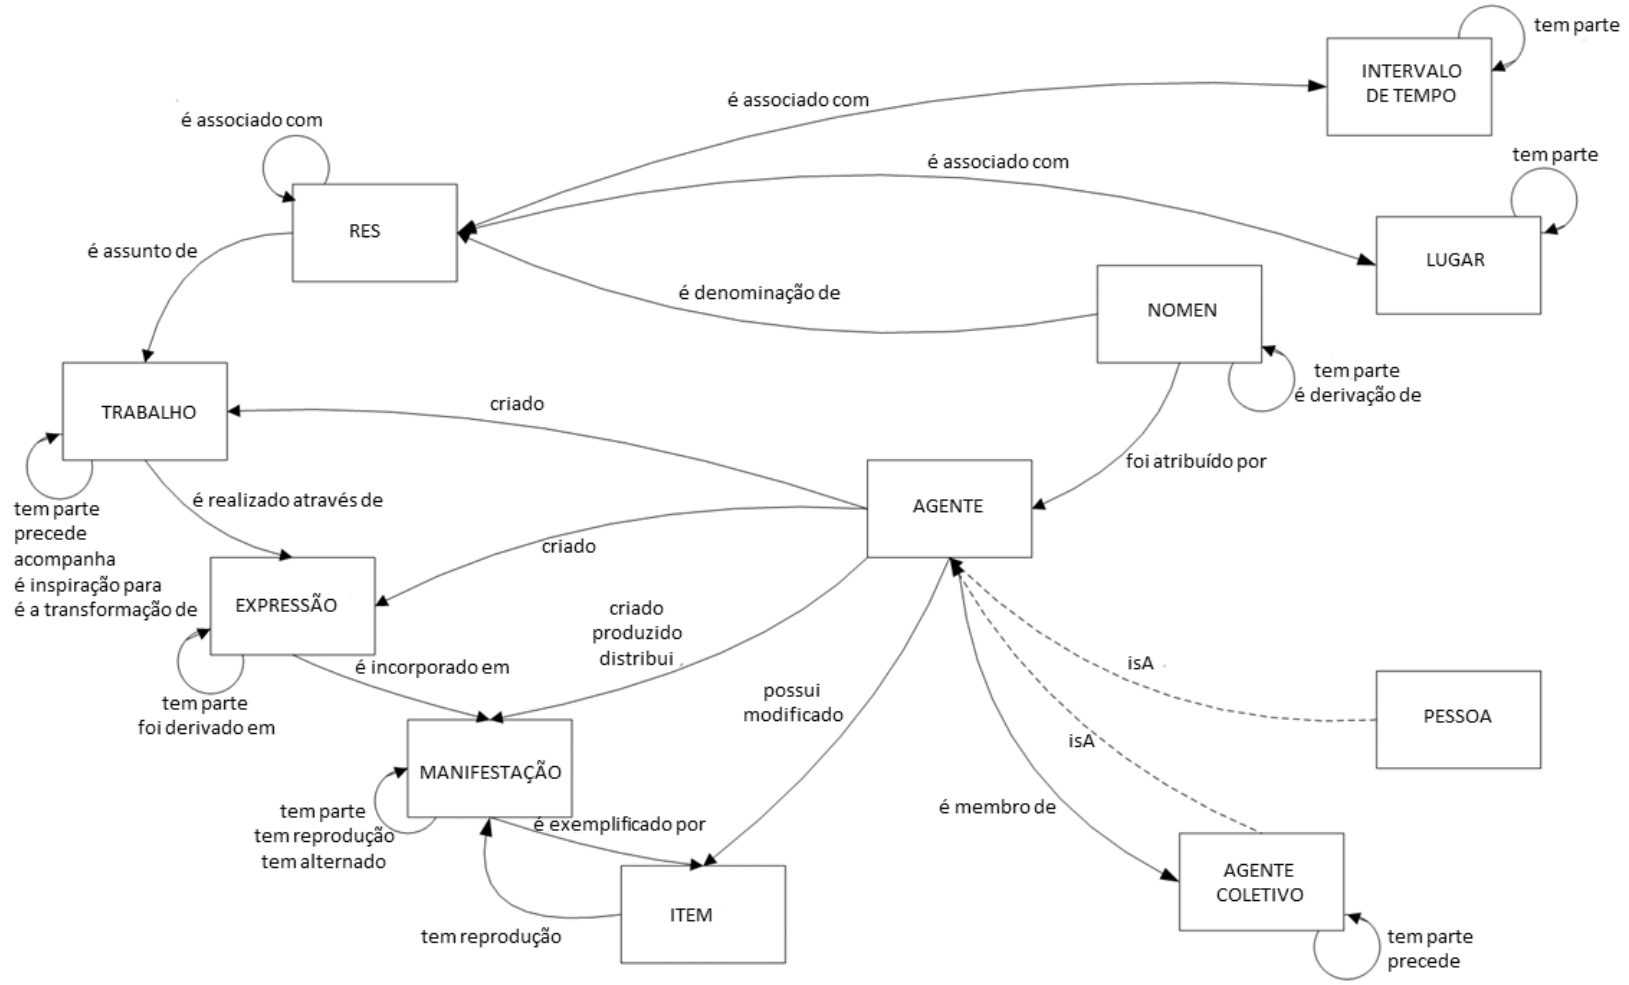 tem parte
INTERVALO
DE TEMPO
é associado com
é associado com
é associado com
tem parte
RES
é assunto de
LUGAR
é denominação de
NOMEN
tem parte
é derivação de
TRABALHO
criado
foi atribuído por
é realizado através de
AGENTE
tem parte
precede
acompanha
é inspiração para
é a transformação de
criado
EXPRESSÃO
criado
produzido
distribui
é incorporado em
isA
tem parte
foi derivado em
possui
modificado
PESSOA
isA
MANIFESTAÇÃO
tem parte
tem reprodução
tem alternado
é exemplificado por
é membro de
AGENTE
COLETIVO
ITEM
tem reprodução
tem parte
precede